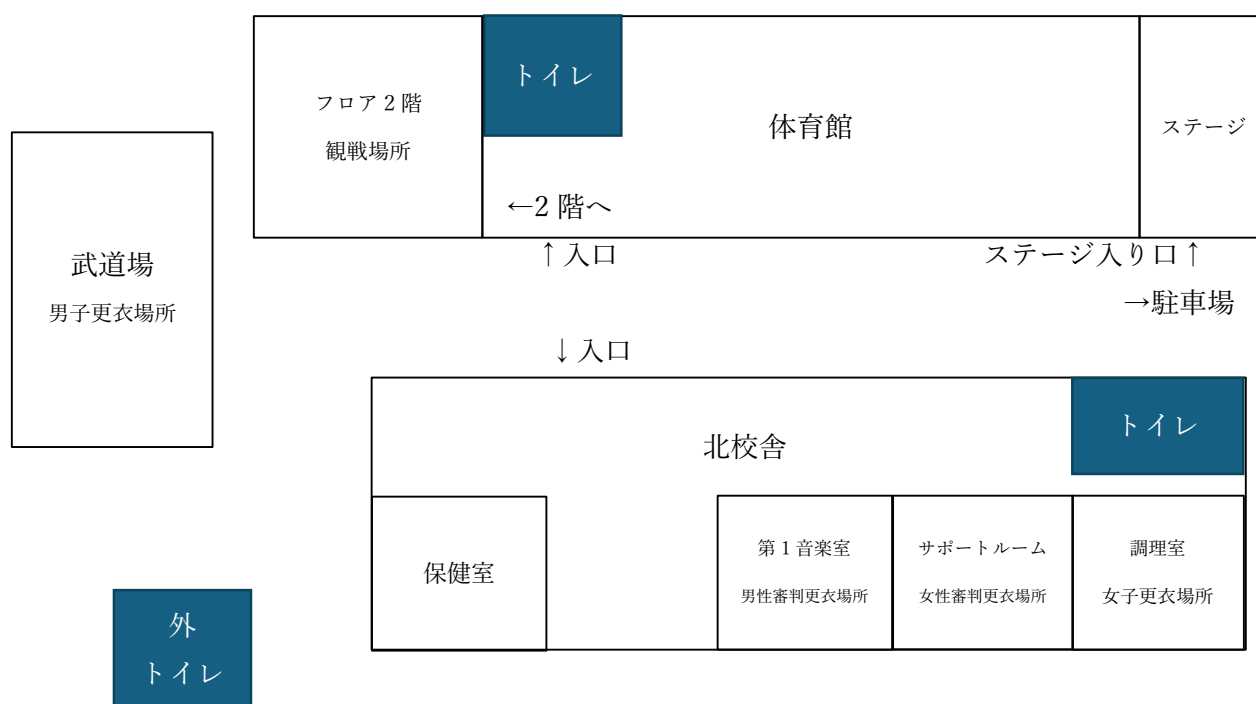 トイレ
フロア2階
観戦場所
体育館
ステージ
←2階へ
武道場
男子更衣場所
↑入口
ステージ入り口↑
→駐車場
↓入口
トイレ
北校舎
保健室
第1音楽室
男性審判更衣場所
サポートルーム
女性審判更衣場所
調理室
女子更衣場所
外
トイレ